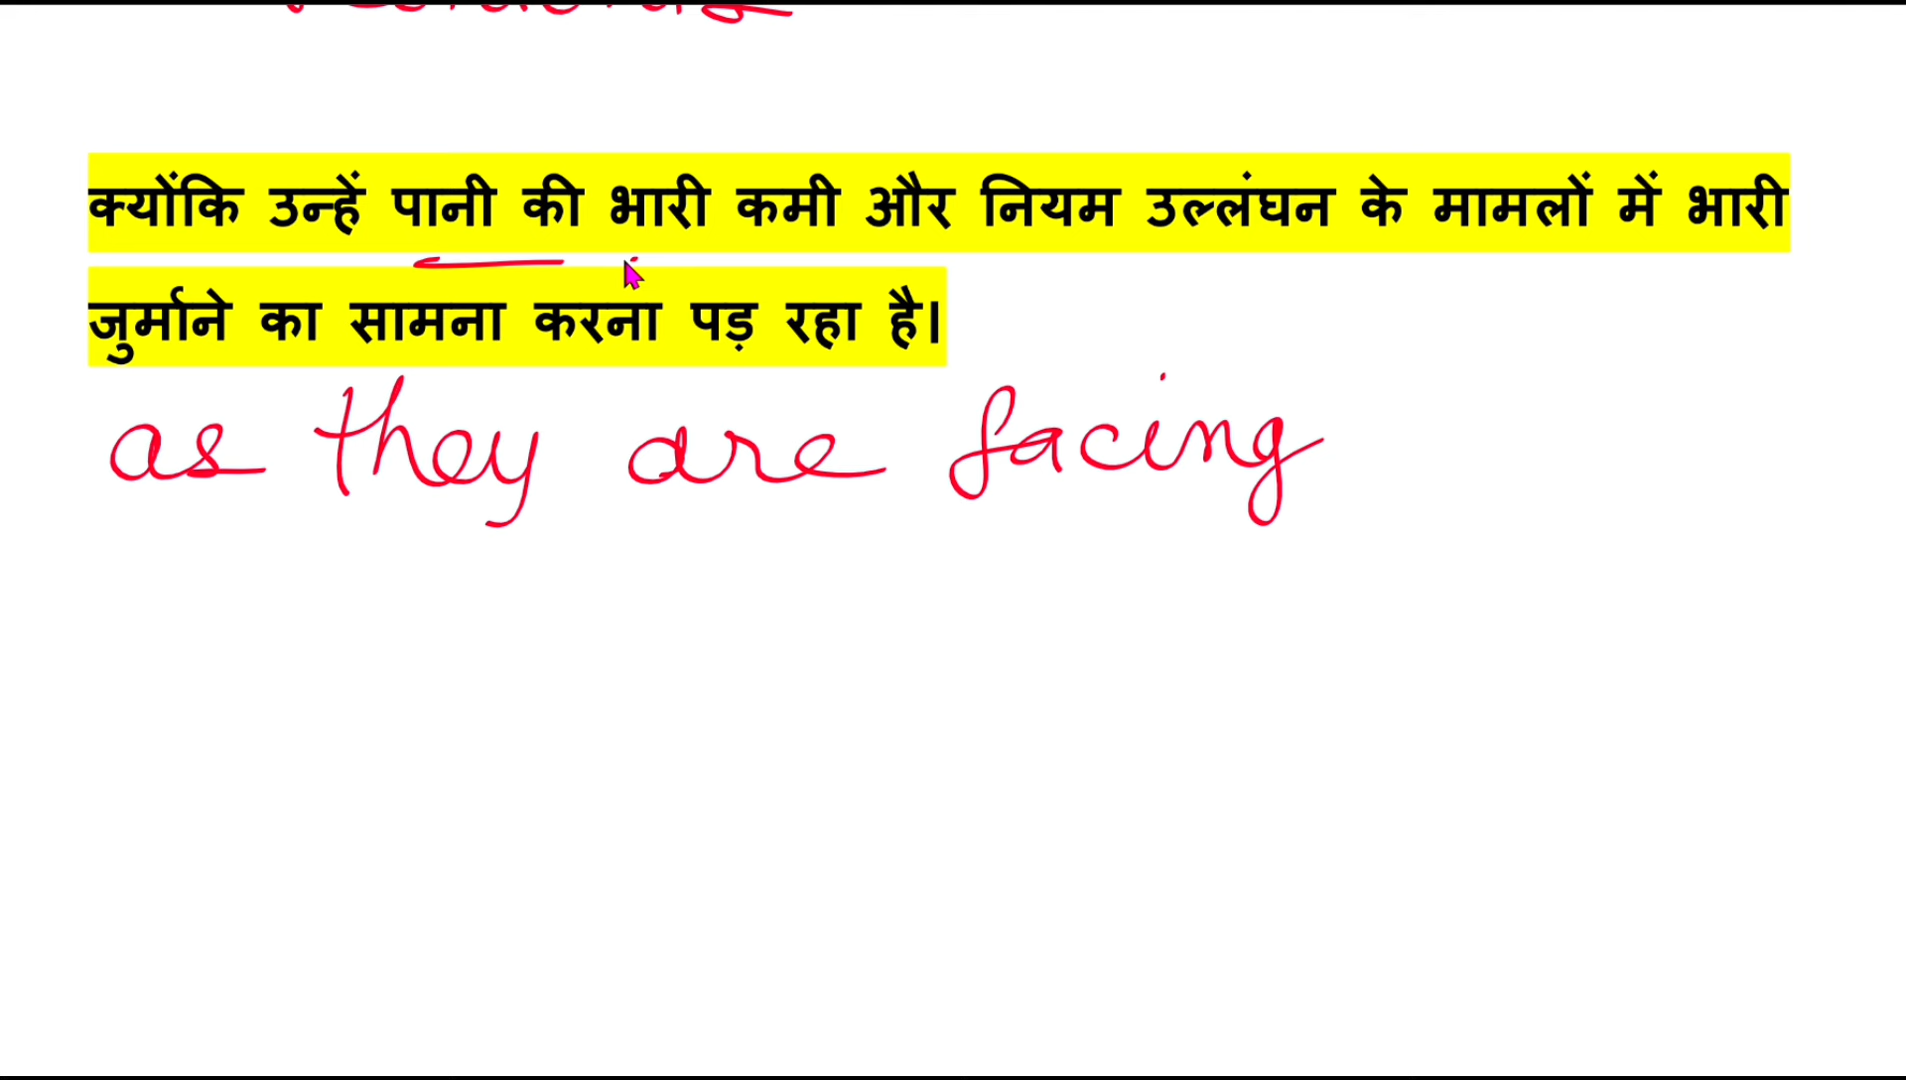 क्योंकि उन्हें पानी की भारी कमी और नियम उल्लंघन के मामलों में भारी
जुर्माने का सामना करना पड़ रहा है।
as they are facing